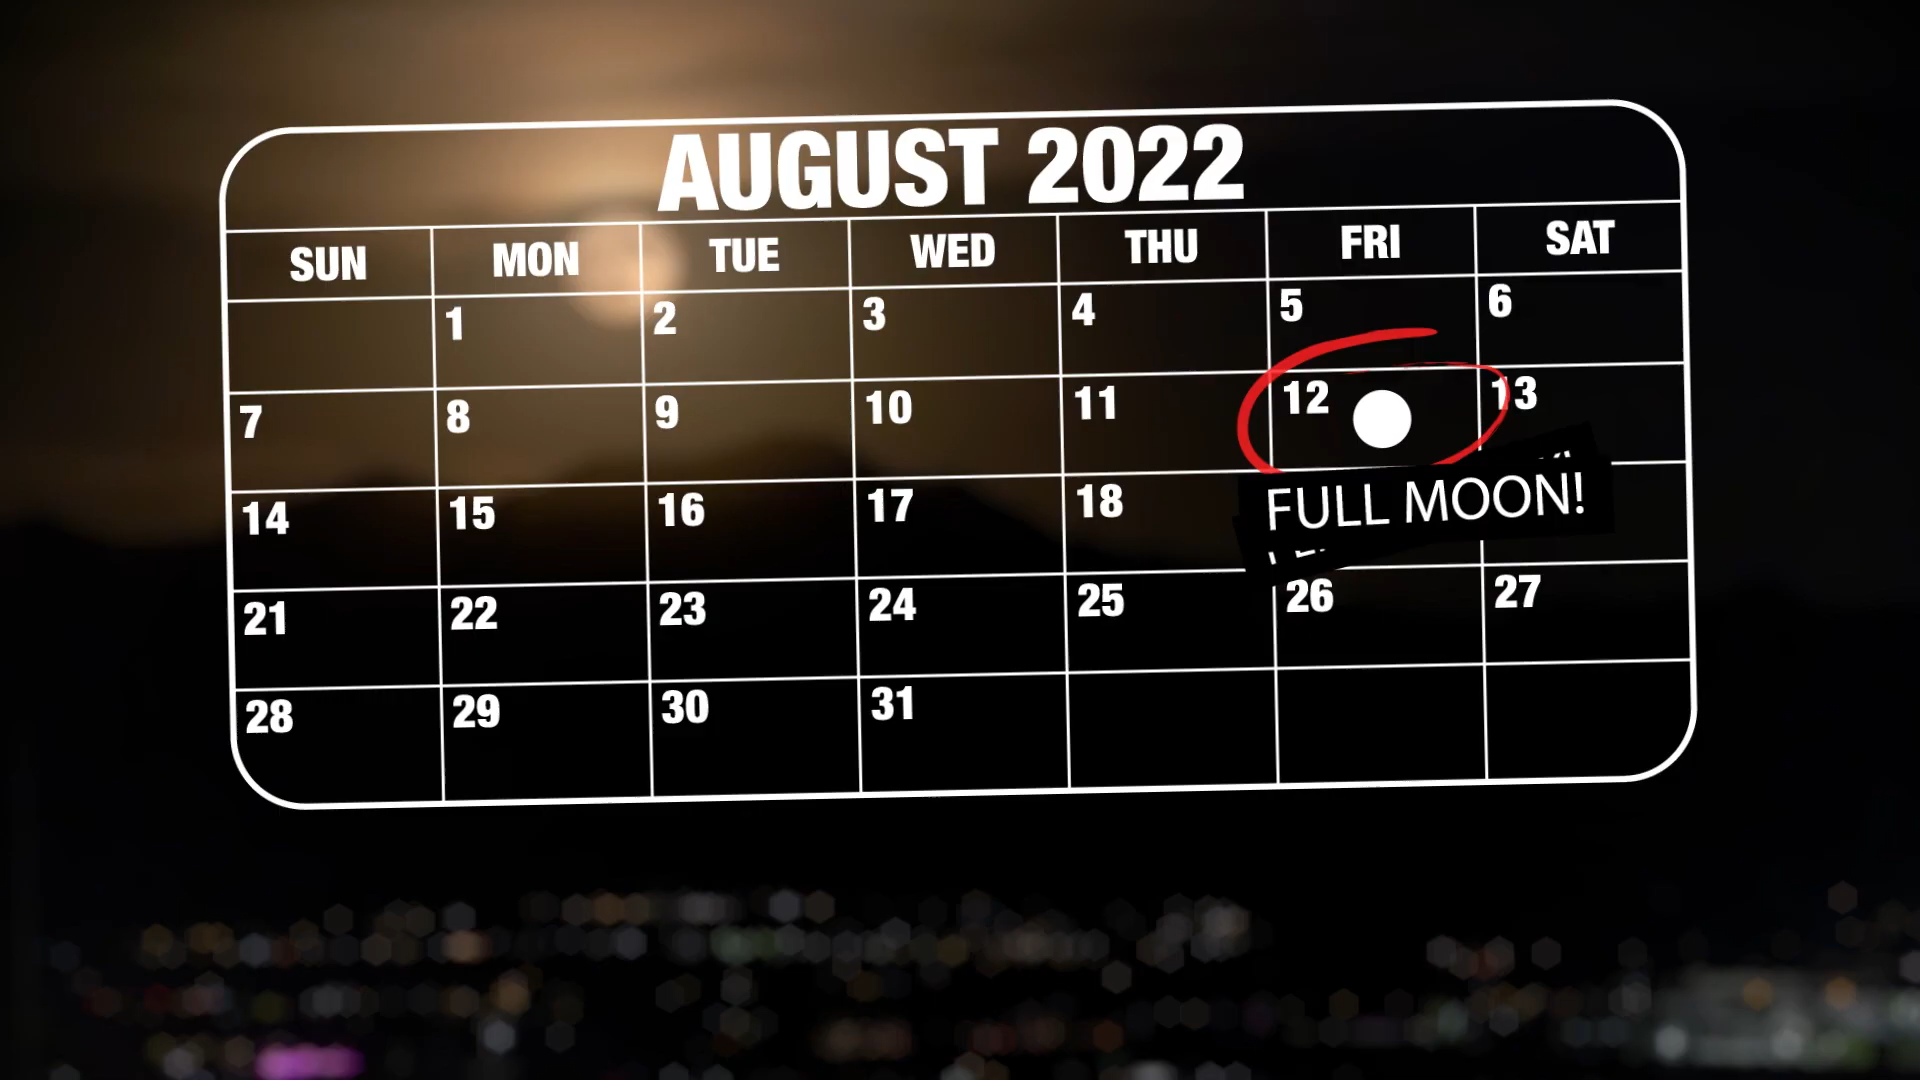 AUGUST 2022
SUN MON TUE WED THU FRI SAT
1 2 3 4 5 6
7 8 9 10 11 12 13
14 15 16 17 18
FULL MOON!
21 22 23 24 25 26 27
28 29 30 31